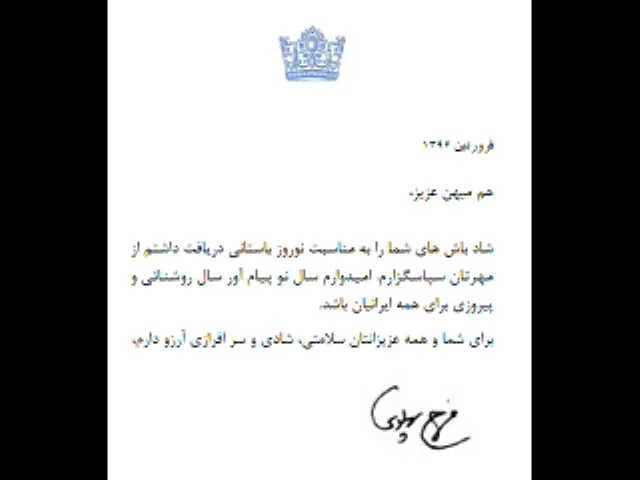 فروردین ۱۳۹۶
هم میهن عزیز،
شاد باش های شما را به مناسبت نوروز باستانی دریافت داشتم از
مهرتان سپاسگزارم. امیدوارم سال نو پیام آور سال روشنائی و
پیروزی برای همه ایرانیان باشد.
برای شما و همه عزیزانتان سلامتی، شادی و سر افرازی آرزو دارم.
فرح پهلوی